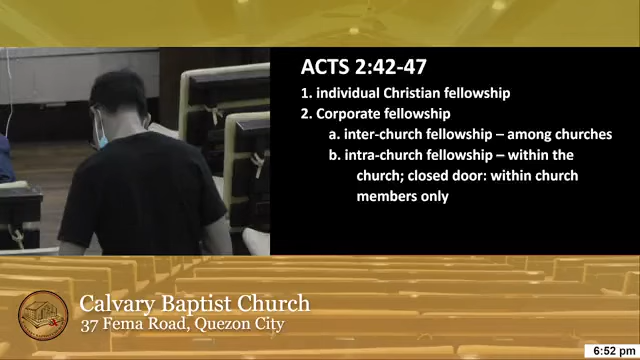 ACTS 2:42-47
1. individual Christian fellowship
2. Corporate fellowship
a. inter-church fellowship – among churches
b. intra-church fellowship – within the
church; closed door: within church
members only
Calvary Baptist Church
37 Fema Road, Quezon City
6:52 pm